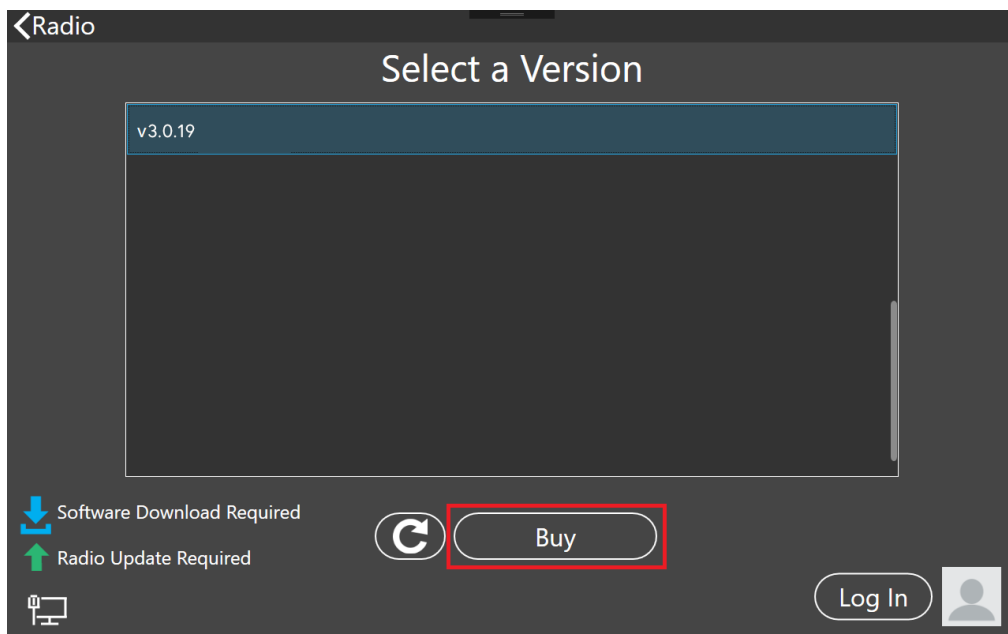 Radio
Select a Version
v3.0.19
Software Download Required
Radio Update Required
Buy
Log In